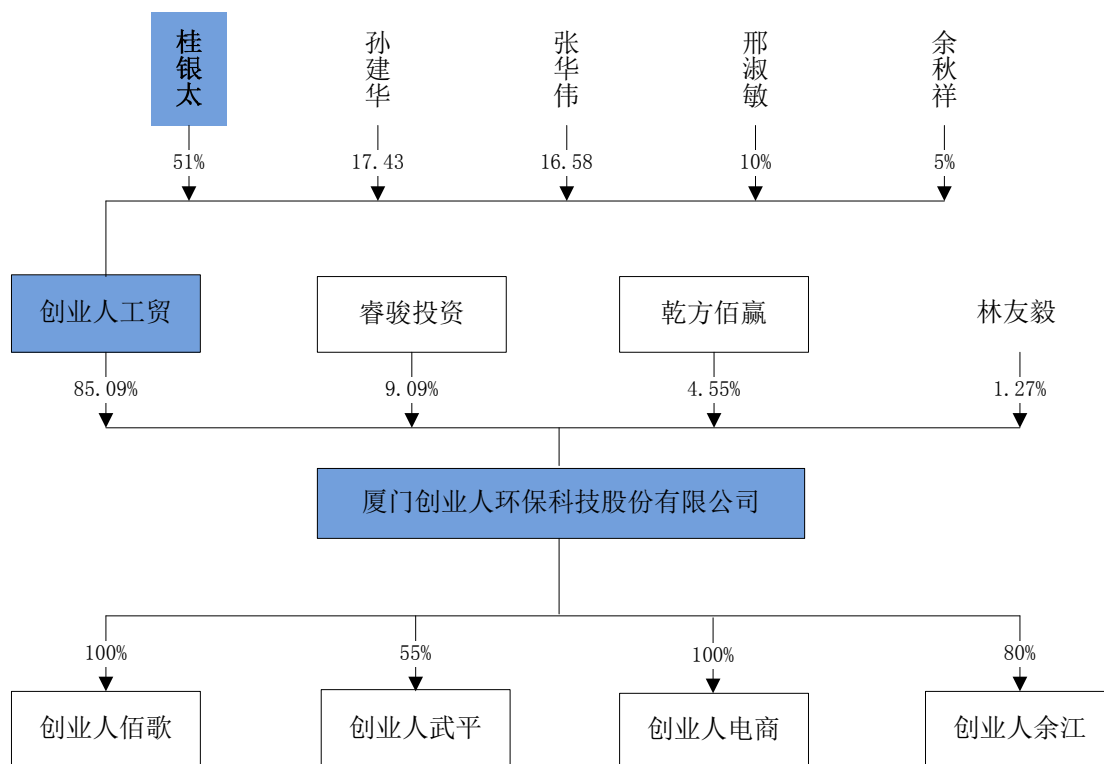 桂银太
孙建华
张华伟
邢淑敏
余秋祥
51%
17.43
16.58
10%
5%
创业人工贸
睿骏投资
乾方佰赢
林友毅
85.09%
9.09%
4.55%
1.27%
厦门创业人环保科技股份有限公司
100%
55%
100%
80%
创业人佰歌
创业人武平
创业人电商
创业人余江